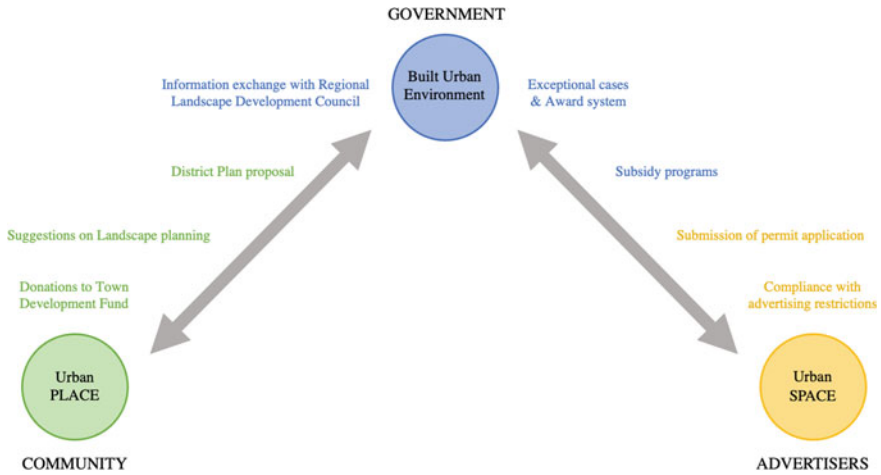 GOVERNMENT
Built Urban
Environment
Information exchange with Regional
Landscape Development Council
Exceptional cases
& Award system
District Plan proposal
Subsidy programs
Suggestions on Landscape planning
Submission of permit application
Donations to Town
Development Fund
Compliance with
advertising restrictions
Urban
PLACE
Urban
SPACE
COMMUNITY
ADVERTISERS